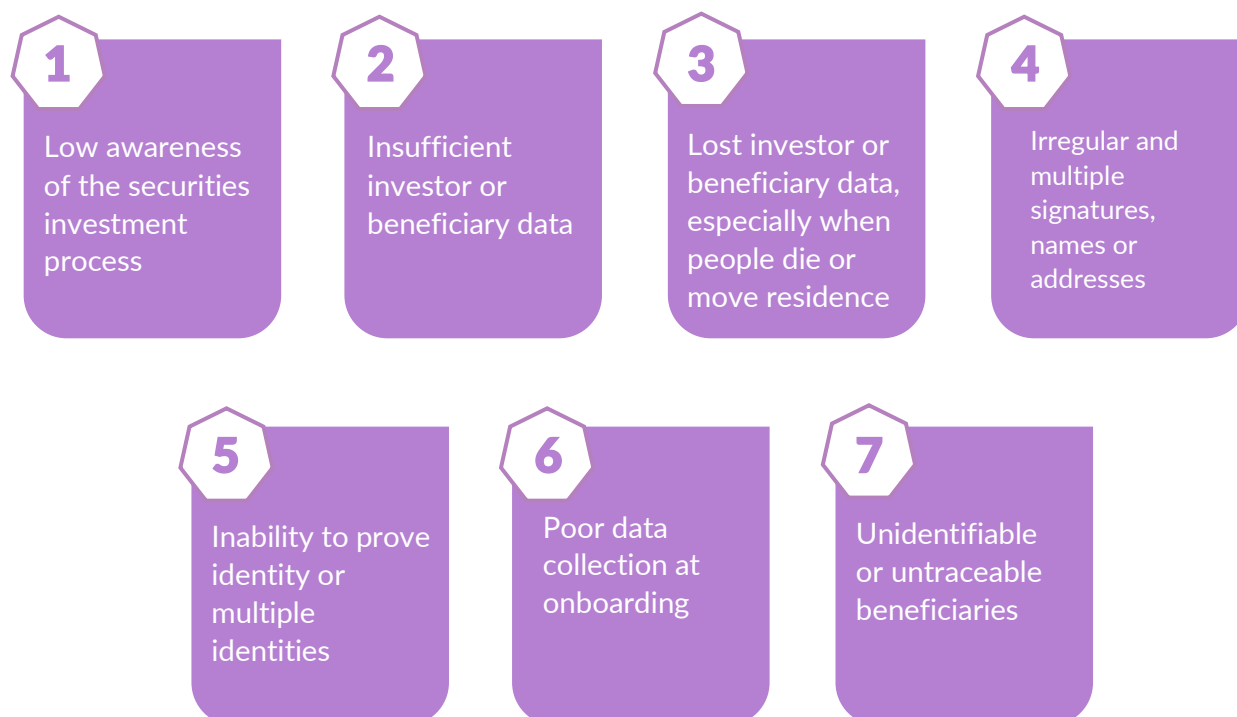 1
Low awareness
of the securities
investment
process
2
Insufficient
investor or
beneficiary data
3
Lost investor or
beneficiary data,
especially when
people die or
move residence
4
Irregular and
multiple
signatures,
names or
addresses
5
Inability to prove
identity or
multiple
identities
6
Poor data
collection at
onboarding
7
Unidentifiable
or untraceable
beneficiaries